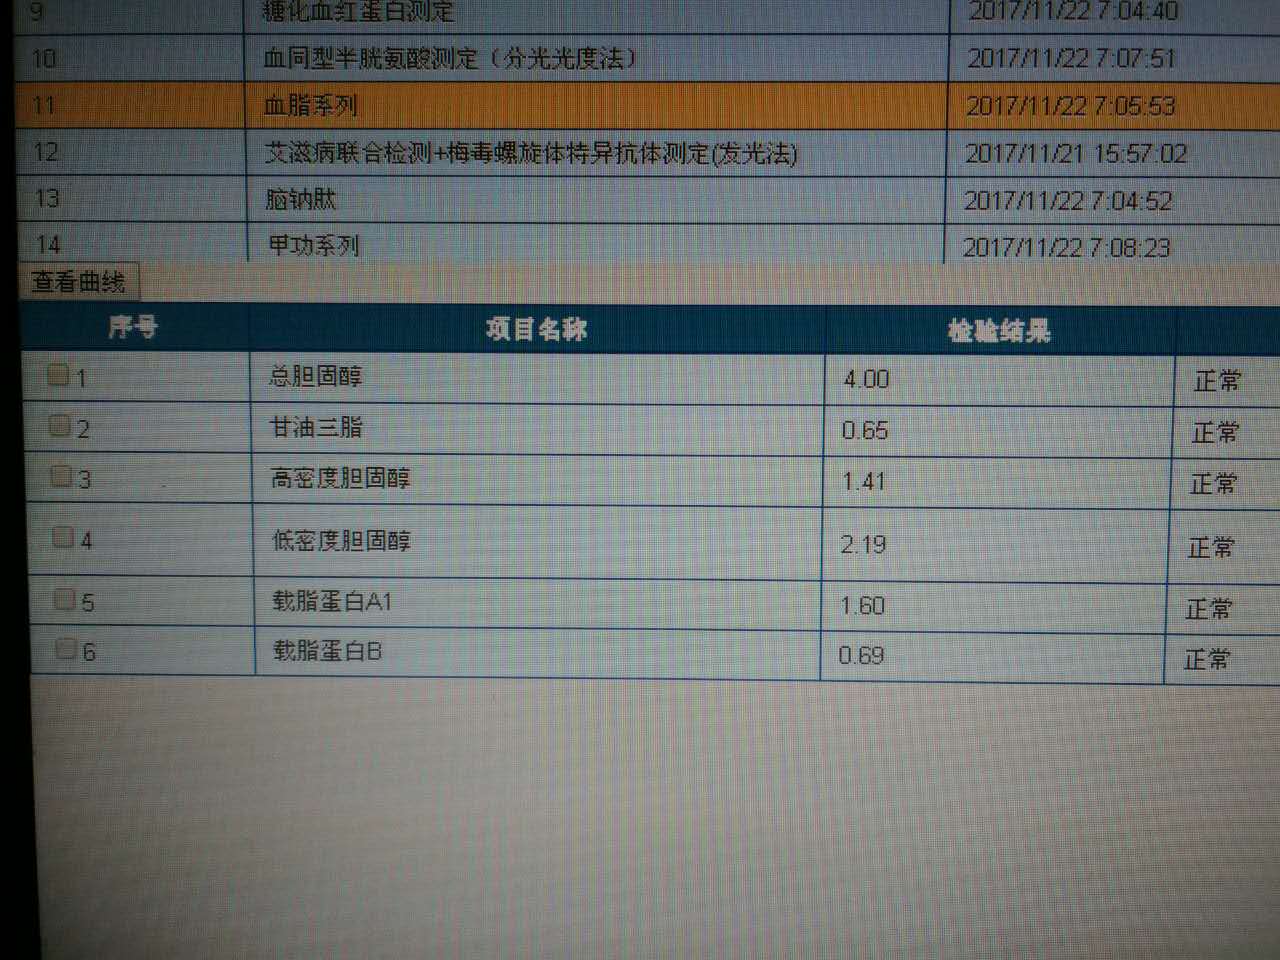 9 糖化血红蛋白测定 2017/11/22 7:04:40
10 血同型半胱氨酸测定（分光光度法） 2017/11/22 7:07:51
11 血脂系列 2017/11/22 7:05:53
12 艾滋病联合检测+梅毒螺旋体特异抗体测定(发光法) 2017/11/21 15:57:02
13 脑钠肽 2017/11/22 7:04:52
14 甲功系列 2017/11/22 7:08:23
查看曲线
序号 项目名称 检验结果
1 总胆固醇 4.00 正常
2 甘油三脂 0.65 正常
3 高密度胆固醇 1.41 正常
4 低密度胆固醇 2.19 正常
5 载脂蛋白A1 1.60 正常
6 载脂蛋白B 0.69 正常